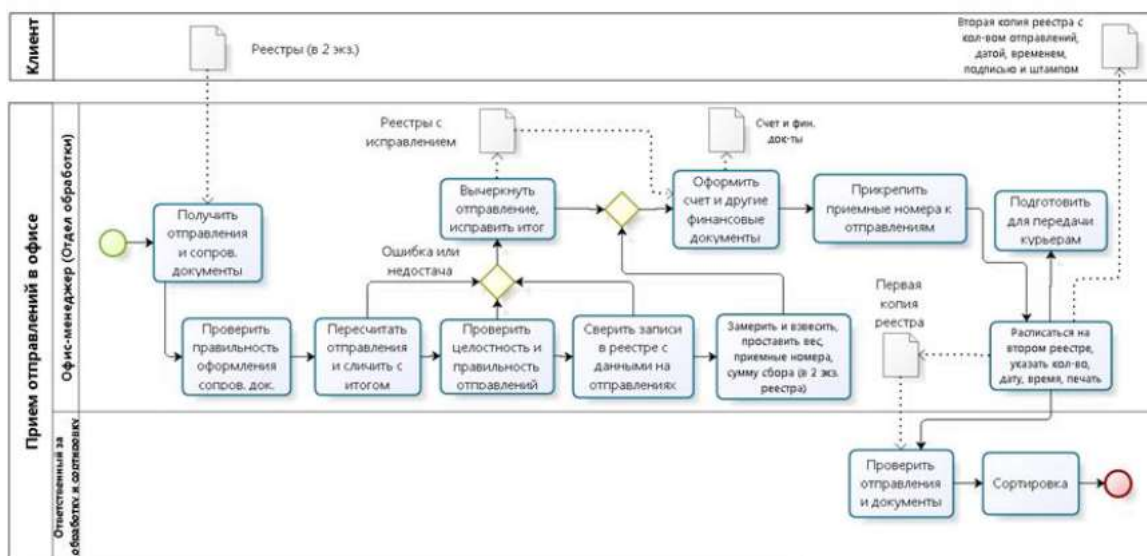 Клиент
Реестры (в 2 экз.)
Вторая копия реестра с
кол-вом отправлений,
датой, временем,
подписью и штампом
Прием отправлений в офисе
Офис-менеджер (Отдел обработки)
Реестры с
исправлением
Счет и фин.
док-ты
Получить
отправления
и сопров.
документы
Вычеркнуть
отправление,
исправить итог
Оформить
счет и другие
финансовые
документы
Прикрепить
приемные номера к
отправлениям
Подготовить
для передачи
курьерам
Ошибка или
недостача
Первая
копия
реестра
Проверить
правильность
оформления
сопров. док.
Пересчитать
отправления
и сличить с
итогом
Проверить
целостность и
правильность
отправлений
Сверить записи
в реестре с
данными на
отправлениях
Замерить и взвесить,
проставить вес,
приемные номера,
сумму сбора (в 2 экз.
реестра)
Расписаться на
втором реестре,
указать кол-во,
дату, время, печать
Ответственный за
обработку и сортировку
Проверить
отправления
и документы
Сортировка